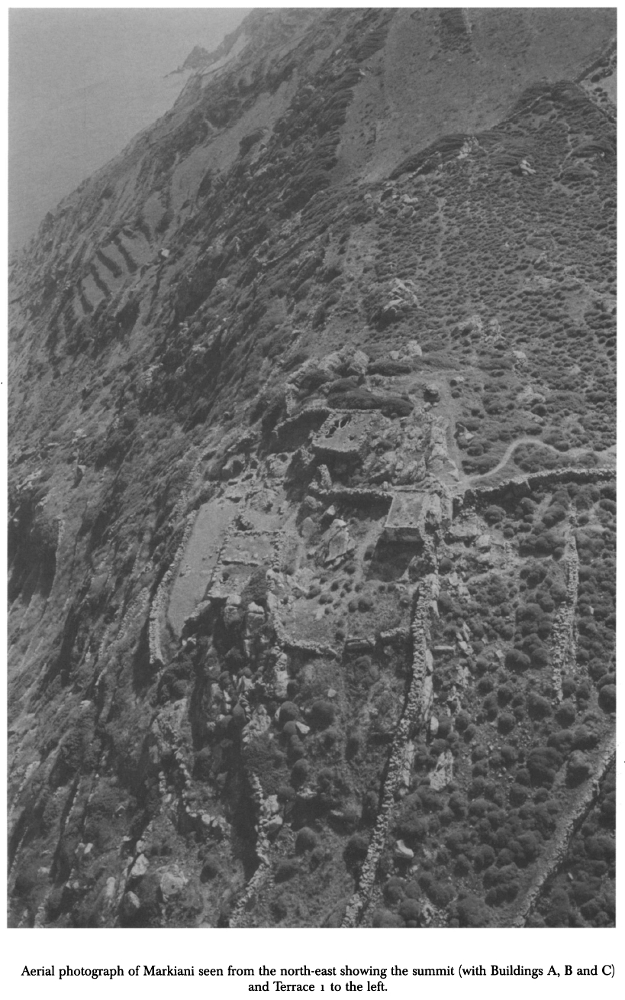 Aerial photograph of Markiani seen from the north-east showing the summit (with Buildings A, B and C)
and Terrace 1 to the left.